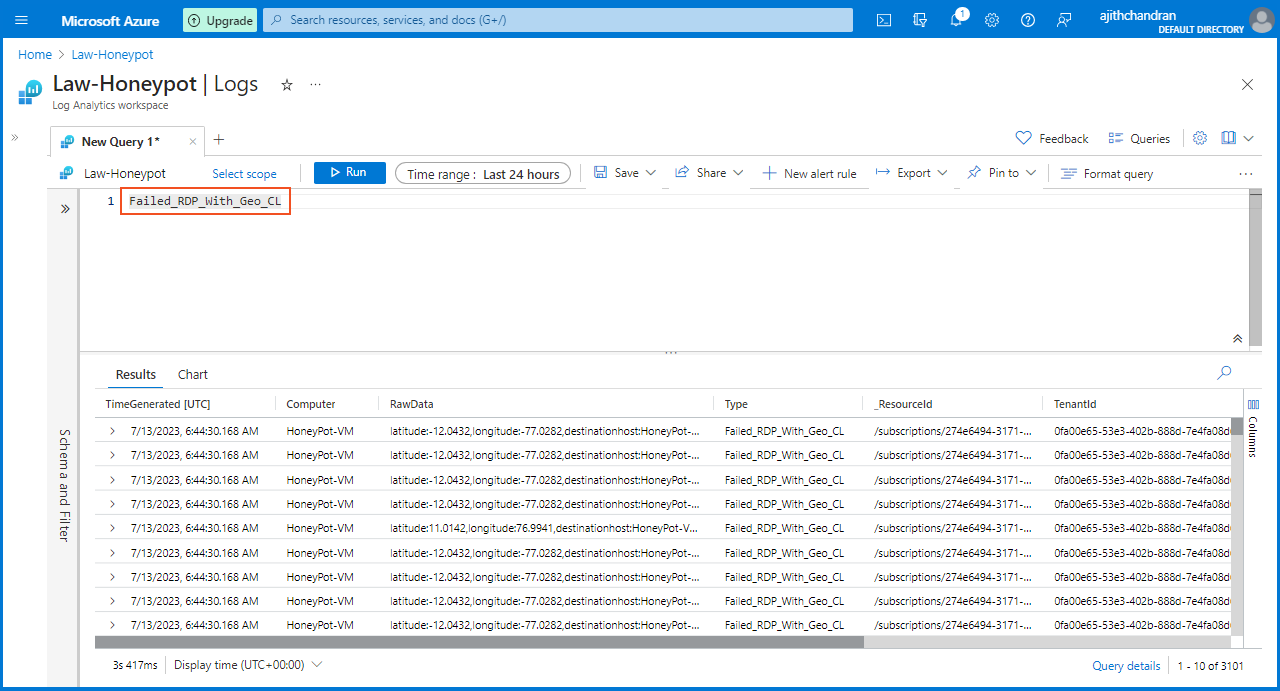 Microsoft Azure Upgrade Search resources, services, and docs (G+/) 1 ajithchandran
DEFAULT DIRECTORY
Home > Law-Honeypot
Law-Honeypot | Logs ☆ ...
Log Analytics workspace
» New Query 1* × + Feedback Queries
Law-Honeypot Select scope Run Time range : Last 24 hours Save Share New alert rule Export Pin to Format query ...
1 Failed_RDP_With_Geo_CL
Schema and Filter
Results Chart
TimeGenerated [UTC] Computer RawData Type _ResourceId TenantId
Columns
7/13/2023, 6:44:30.168 AM HoneyPot-VM latitude:-12.0432,longitude:-77.0282,destinationhost:HoneyPot-... Failed_RDP_With_Geo_CL /subscriptions/274e6494-3171-... 0fa00e65-53e3-402b-888d-7e4fa08d
7/13/2023, 6:44:30.168 AM HoneyPot-VM latitude:-12.0432,longitude:-77.0282,destinationhost:HoneyPot-... Failed_RDP_With_Geo_CL /subscriptions/274e6494-3171-... 0fa00e65-53e3-402b-888d-7e4fa08d
7/13/2023, 6:44:30.168 AM HoneyPot-VM latitude:-12.0432,longitude:-77.0282,destinationhost:HoneyPot-... Failed_RDP_With_Geo_CL /subscriptions/274e6494-3171-... 0fa00e65-53e3-402b-888d-7e4fa08d
7/13/2023, 6:44:30.168 AM HoneyPot-VM latitude:-12.0432,longitude:-77.0282,destinationhost:HoneyPot-... Failed_RDP_With_Geo_CL /subscriptions/274e6494-3171-... 0fa00e65-53e3-402b-888d-7e4fa08d
7/13/2023, 6:44:30.168 AM HoneyPot-VM latitude:11.0142,longitude:76.9941,destinationhost:HoneyPot-V... Failed_RDP_With_Geo_CL /subscriptions/274e6494-3171-... 0fa00e65-53e3-402b-888d-7e4fa08d
7/13/2023, 6:44:30.168 AM HoneyPot-VM latitude:-12.0432,longitude:-77.0282,destinationhost:HoneyPot-... Failed_RDP_With_Geo_CL /subscriptions/274e6494-3171-... 0fa00e65-53e3-402b-888d-7e4fa08d
7/13/2023, 6:44:30.168 AM HoneyPot-VM latitude:-12.0432,longitude:-77.0282,destinationhost:HoneyPot-... Failed_RDP_With_Geo_CL /subscriptions/274e6494-3171-... 0fa00e65-53e3-402b-888d-7e4fa08d
7/13/2023, 6:44:30.168 AM HoneyPot-VM latitude:-12.0432,longitude:-77.0282,destinationhost:HoneyPot-... Failed_RDP_With_Geo_CL /subscriptions/274e6494-3171-... 0fa00e65-53e3-402b-888d-7e4fa08d
7/13/2023, 6:44:30.168 AM HoneyPot-VM latitude:-12.0432,longitude:-77.0282,destinationhost:HoneyPot-... Failed_RDP_With_Geo_CL /subscriptions/274e6494-3171-... 0fa00e65-53e3-402b-888d-7e4fa08d
3s 417ms Display time (UTC+00:00) Query details 1 - 10 of 3101